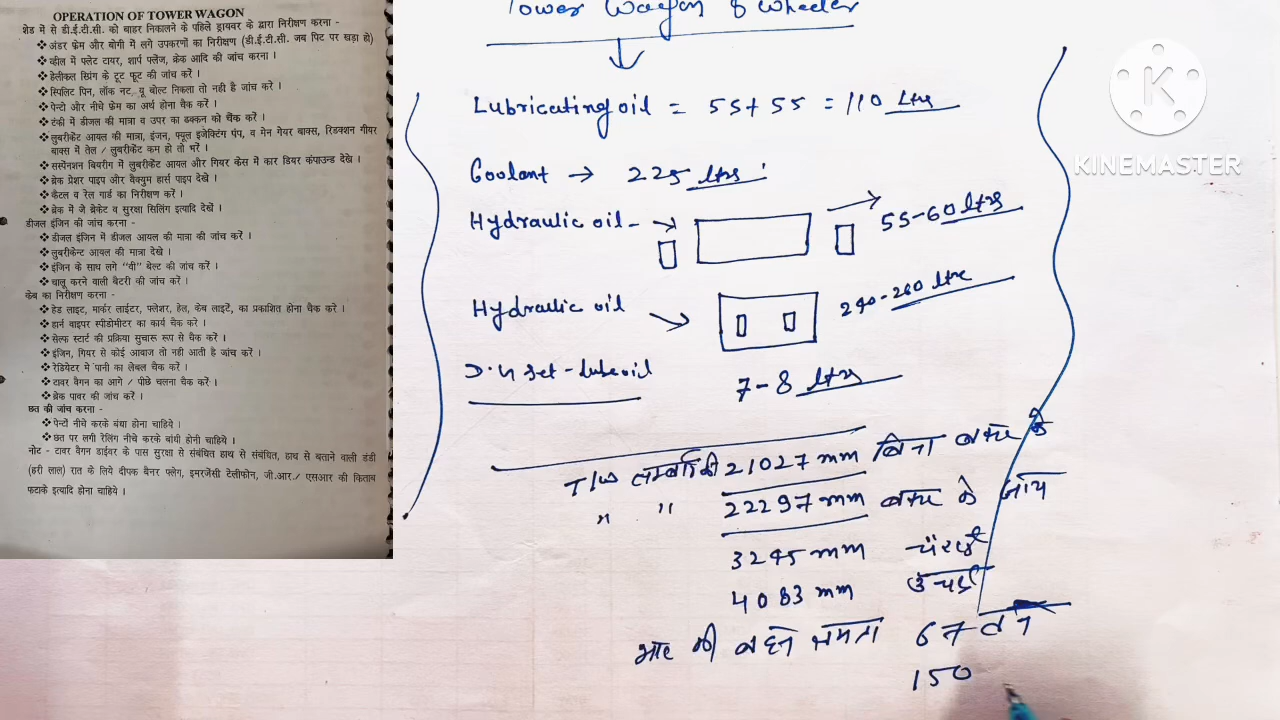 OPERATION OF TOWER WAGON
शेड में से डी.ई.टी.सी. को बाहर निकालने के पहिले ड्रायवर के द्वारा निरीक्षण करना -
❖ अंडर फ्रेम और बोगी में लगे उपकरणों का निरीक्षण (डी.ई.टी.सी. जब पिट पर खड़ा हो)
❖ व्हील में फ्लेट टायर, शार्प फ्लेंज, क्रेक आदि की जांच करना ।
❖ हेलीकल स्प्रिंग के टूट फूट की जांच करें ।
❖ स्पिलिट पिन, लॉक नट, यू बोल्ट निकला तो नही है जांच करे ।
❖ पेन्टो और नीचे फ्रेम का अर्थ होना चैक करें ।
❖ टंकी में डीजल की मात्रा व उपर का ढक्कन को चैक करें ।
❖ लुबरीकेंट आयल की मात्रा, इंजन, फ्यूल इजेक्टिंग पंप, व मेन गेयर बाक्स, रिडक्शन गीयर
बाक्स में तेल / लुबरीकेंट कम हो तो भरें ।
❖ सस्पेनशन बियरींग में लुबरीकेंट आयल और गियर केस में कार डियर कंपाउन्ड देखे ।
❖ ब्रेक प्रेशर पाइप और वेक्युम हार्स पाइप देखे ।
❖ कैटल व रेल गार्ड का निरीक्षण करें ।
❖ ब्रेक में जे ब्रेकेट व सुरक्षा सिलिंग इत्यादि देखें ।
डीजल इंजिन की जांच करना -
❖ डीजल इंजिन में डीजल आयल की मात्रा की जांच करें ।
❖ लुबरीकेन्ट आयल की मात्रा देखे ।
❖ इंजिन के साथ लगे "वी" बेल्ट की जांच करें ।
❖ चालू करने वाली बैटरी की जांच करें ।
केब का निरीक्षण करना -
❖ हेड लाइट, मार्कर लाईटर, फ्लेशर, हेल, केब लाइटें, का प्रकाशित होना चैक करें ।
❖ हार्न वाइपर स्पीडोमीटर का कार्य चैक करे ।
❖ सेल्फ स्टार्ट की प्रक्रिया सुचारू रूप से चैक करें ।
❖ इंजिन, गियर से कोई आवाज तो नही आती है जांच करें ।
❖ रेडियेटर में पानी का लेबल चैक करें ।
❖ टावर वैगन का आगे / पीछे चलना चैक करें ।
❖ ब्रेक पावर की जांच करें ।
छत की जांच करना -
❖ पेन्टों नीचे करके बंधा होना चाहिये ।
❖ छत पर लगी रेलिंग नीचे करके बांधी होनी चाहिये ।
नोट - टावर वैगन डाईवर के पास सुरक्षा से संबंधित हाथ से संबंधित, हाथ से बताने वाली डंडी
(हरी लाल) रात के लिये दीपक बैनर फ्लेग, इमरजेंसी टेलीफोन, जी.आर./ एसआर की किताब
फटाके इत्यादि होना चाहिये ।
Tower Wagon 8 wheeler
Lubricating oil = 55+55 = 110 Ltrs
Coolant → 225 ltrs
Hydraulic oil - → 55-60 ltrs
Hydraulic oil → 240-260 ltrs
D.G set - lube oil 7-8 ltrs
T/W लम्बाई की 21027 mm बिना बफर के
" " 22297 mm बफर के साथ
3245 mm चौड़ाई
4083 mm ऊंचाई
भार की वहन क्षमता 67 टन
150
KINEMASTER